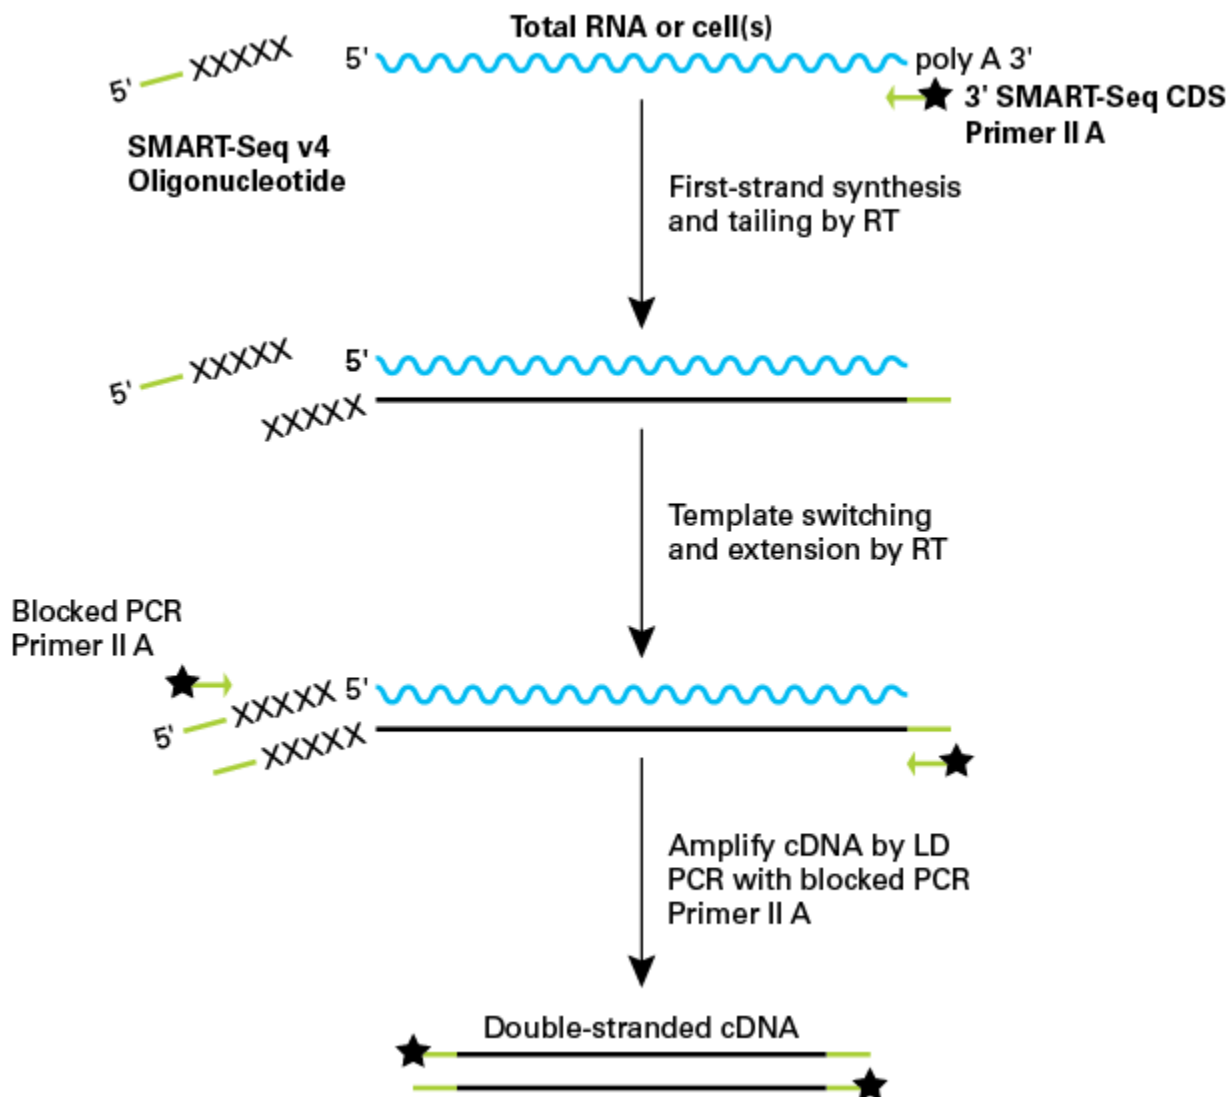 Total RNA or cell(s)
5' XXXXX
5'
poly A 3'
3' SMART-Seq CDS
Primer II A
SMART-Seq v4
Oligonucleotide
First-strand synthesis
and tailing by RT
5' XXXXX
5'
XXXXX
Template switching
and extension by RT
Blocked PCR
Primer II A
5' XXXXX
5'
XXXXX
Amplify cDNA by LD
PCR with blocked PCR
Primer II A
Double-stranded cDNA